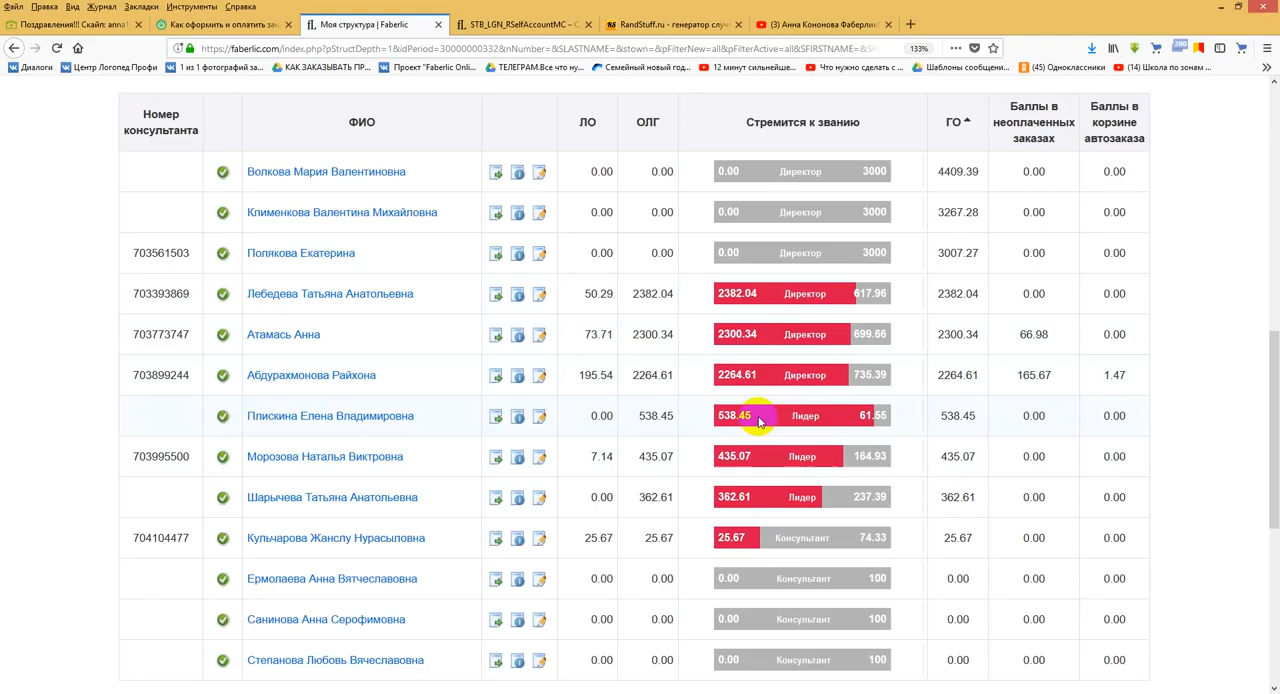 Файл Правка Вид Журнал Закладки Инструменты Справка
Поздравления!!! Скайп: anna! Как оформить и оплатить зак Моя структура | Faberlic STB_LGN_RSelfAccountMC – С RandStuff.ru - генератор случ (3) Анна Кононова Фаберлик
https://faberlic.com/index.php?pStructDepth=1&idPeriod=30000000332&nNumber=&SLASTNAME=&stown=&pFilterNew=all&pFilterActive=all&SFIRSTNAME=& 133% 280
Диалоги Центр Логопед Профи 1 из 1 фотографий за... КАК ЗАКАЗЫВАТЬ ПР... Проект "Faberlic Onli... ТЕЛЕГРАМ.Все что ну... Семейный новый год... 12 минут сильнейше... Что нужно сделать с ... Шаблоны сообщени... (45) Одноклассники (14) Школа по зонам ...
Номер консультанта ФИО ЛО ОЛГ Стремится к званию ГО Баллы в неоплаченных заказах Баллы в корзине автозаказа
Волкова Мария Валентиновна 0.00 0.00 0.00 Директор 3000 4409.39 0.00 0.00
Клименкова Валентина Михайловна 0.00 0.00 0.00 Директор 3000 3267.28 0.00 0.00
703561503 Полякова Екатерина 0.00 0.00 0.00 Директор 3000 3007.27 0.00 0.00
703393869 Лебедева Татьяна Анатольевна 50.29 2382.04 2382.04 Директор 617.96 2382.04 0.00 0.00
703773747 Атамась Анна 73.71 2300.34 2300.34 Директор 699.66 2300.34 66.98 0.00
703899244 Абдурахмонова Райхона 195.54 2264.61 2264.61 Директор 735.39 2264.61 165.67 1.47
Плискина Елена Владимировна 0.00 538.45 538.45 Лидер 61.55 538.45 0.00 0.00
703995500 Морозова Наталья Виктровна 7.14 435.07 435.07 Лидер 164.93 435.07 0.00 0.00
Шарычева Татьяна Анатольевна 0.00 362.61 362.61 Лидер 237.39 362.61 0.00 0.00
704104477 Кульчарова Жанслу Нурасыловна 25.67 25.67 25.67 Консультант 74.33 25.67 0.00 0.00
Ермолаева Анна Вятчеславовна 0.00 0.00 0.00 Консультант 100 0.00 0.00 0.00
Санинова Анна Серофимовна 0.00 0.00 0.00 Консультант 100 0.00 0.00 0.00
Степанова Любовь Вячеславовна 0.00 0.00 0.00 Консультант 100 0.00 0.00 0.00